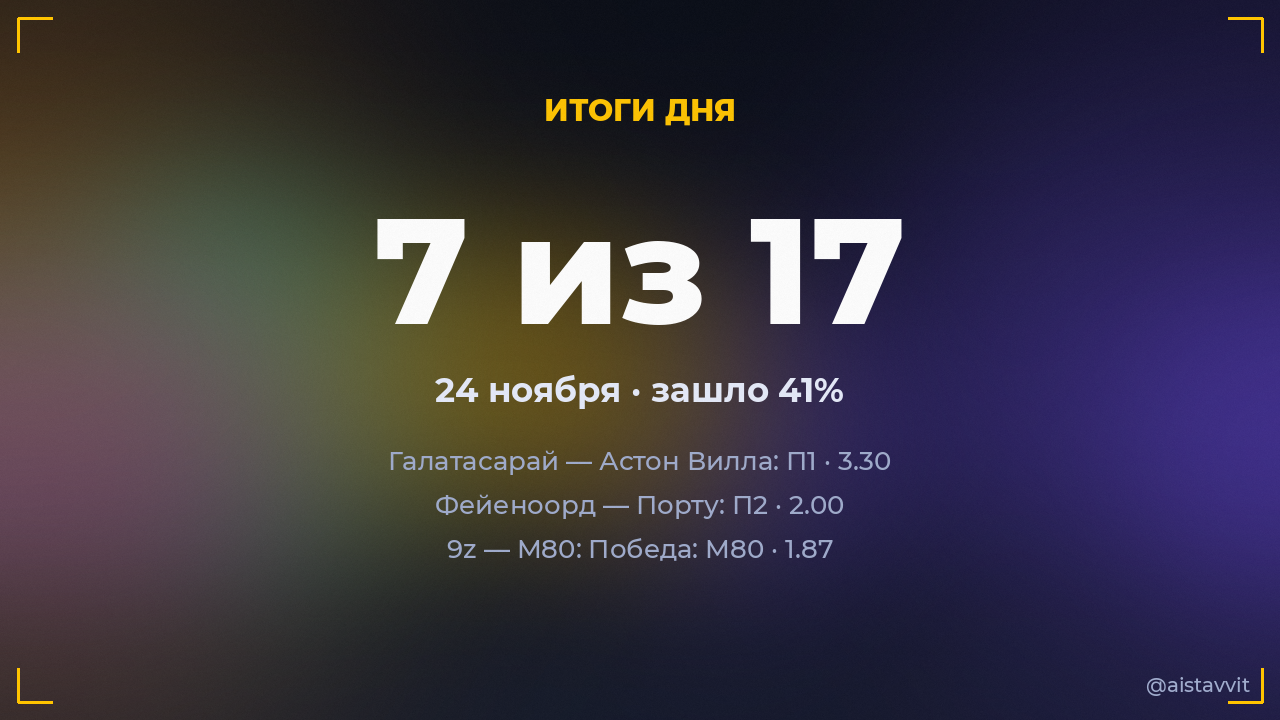 ИТОГИ ДНЯ
7 из 17
24 ноября · зашло 41%
Галатасарай — Астон Вилла: П1 · 3.30
Фейеноорд — Порту: П2 · 2.00
9z — M80: Победа: M80 · 1.87
@aistavvit